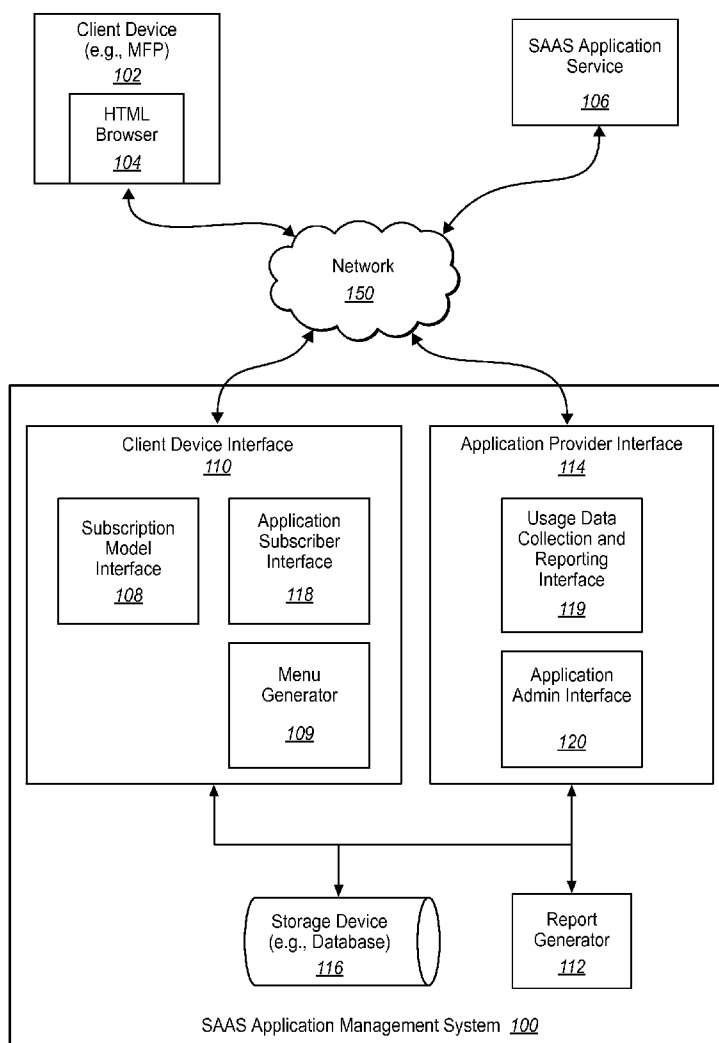 Client Device
(e.g., MFP)
102
HTML
Browser
104
SAAS Application
Service
106
Network
150
Client Device Interface
110
Subscription
Model
Interface
108
Application
Subscriber
Interface
118
Menu
Generator
109
Application Provider Interface
114
Usage Data
Collection and
Reporting
Interface
119
Application
Admin Interface
120
Storage Device
(e.g., Database)
116
Report
Generator
112
SAAS Application Management System 100